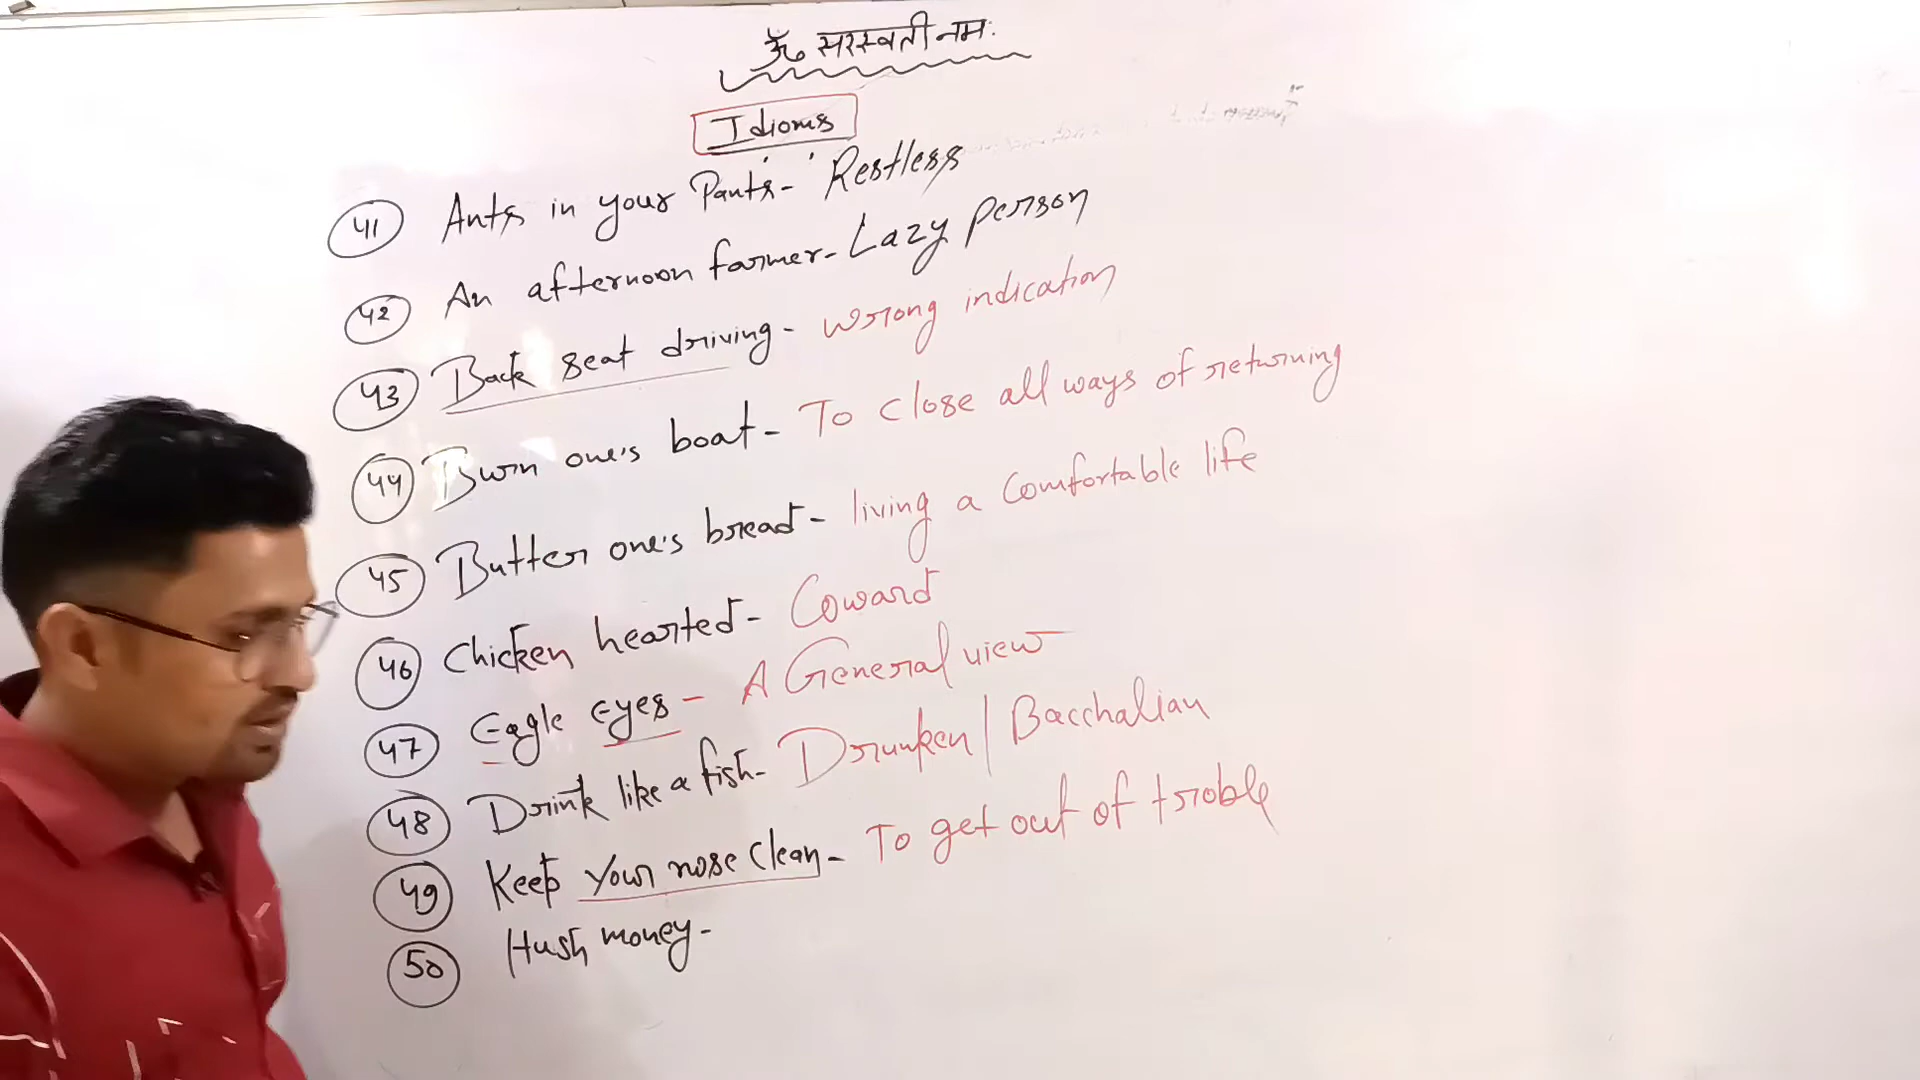 ॐ सरस्वती नमः
Idioms
41 Ants in your Pants- Restless
42 An afternoon farmer- Lazy person
43 Back seat driving- wrong indication
44 Burn one's boat- To close all ways of returning
45 Butter one's bread- living a comfortable life
46 Chicken hearted- Coward
47 Eagle Eyes- A General view
48 Drink like a fish- Drunken/Bacchalian
49 Keep Your nose clean- To get out of troble
50 Hush money-